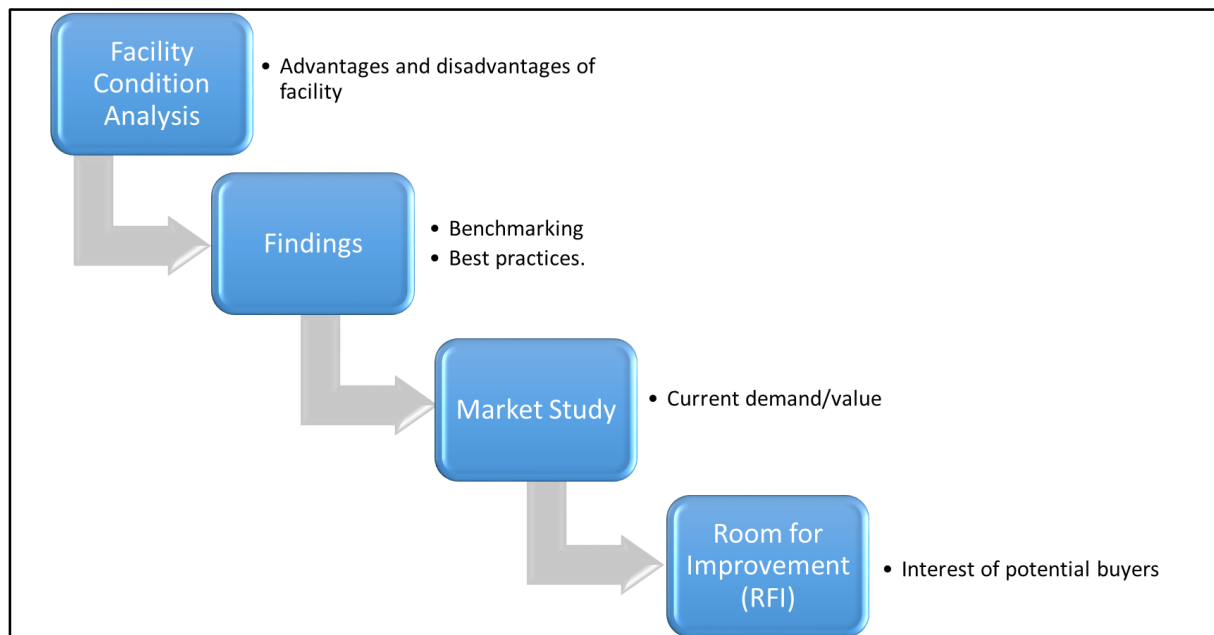 Facility
Condition
Analysis
• Advantages and disadvantages of
facility
Findings
• Benchmarking
• Best practices.
Market Study
• Current demand/value
Room for
Improvement
(RFI)
• Interest of potential buyers